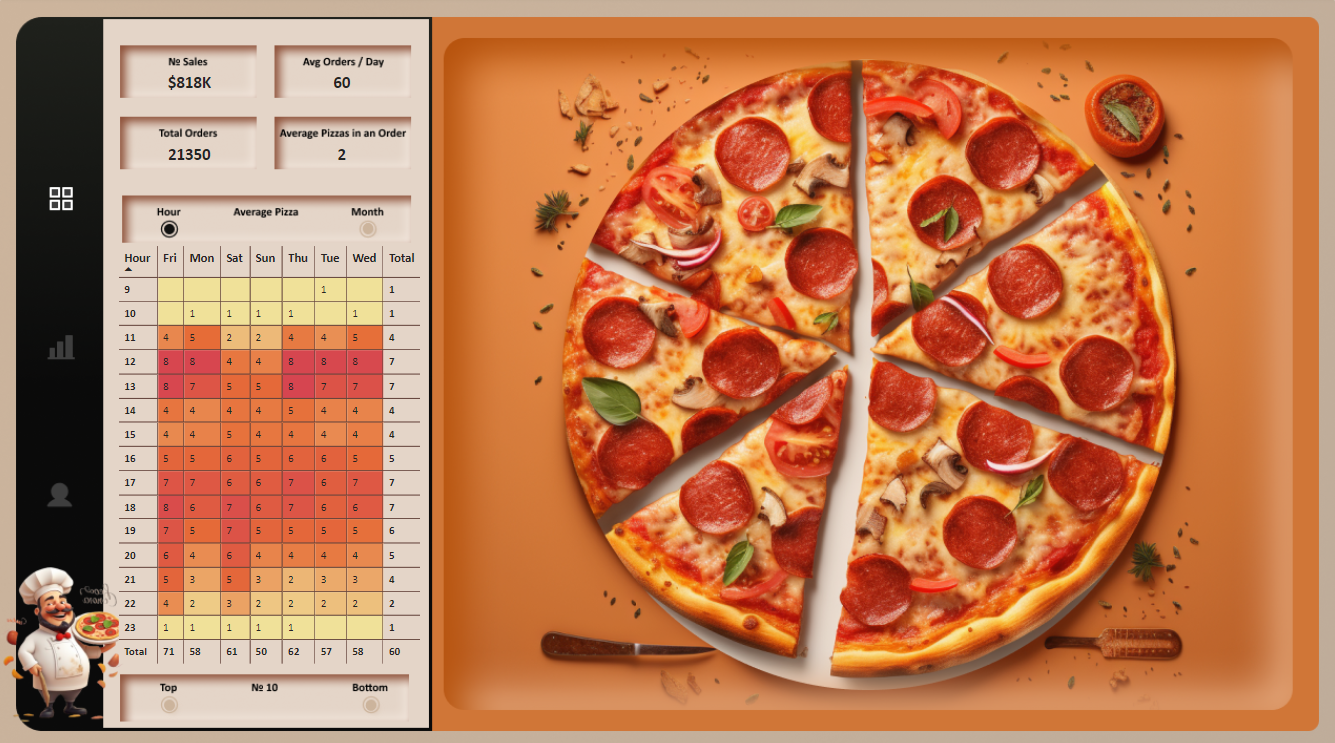 № Sales
$818K
Avg Orders / Day
60
Total Orders
21350
Average Pizzas in an Order
2
Hour Average Pizza Month
Hour Fri Mon Sat Sun Thu Tue Wed Total
9 1 1
10 1 1 1 1 1 1
11 4 5 2 2 4 4 5 4
12 8 8 4 4 8 8 8 7
13 8 7 5 5 8 7 7 7
14 4 4 4 4 5 4 4 4
15 4 4 5 4 4 4 4 4
16 5 5 6 5 6 5 5 5
17 7 7 6 6 7 6 7 7
18 8 6 7 6 7 6 6 7
19 7 5 7 5 5 5 5 6
20 6 4 6 4 4 4 4 5
21 5 3 5 3 2 3 3 4
22 4 2 3 2 2 2 2 2
23 1 1 1 1 1 1
Total 71 58 61 50 62 57 58 60
Top № 10 Bottom